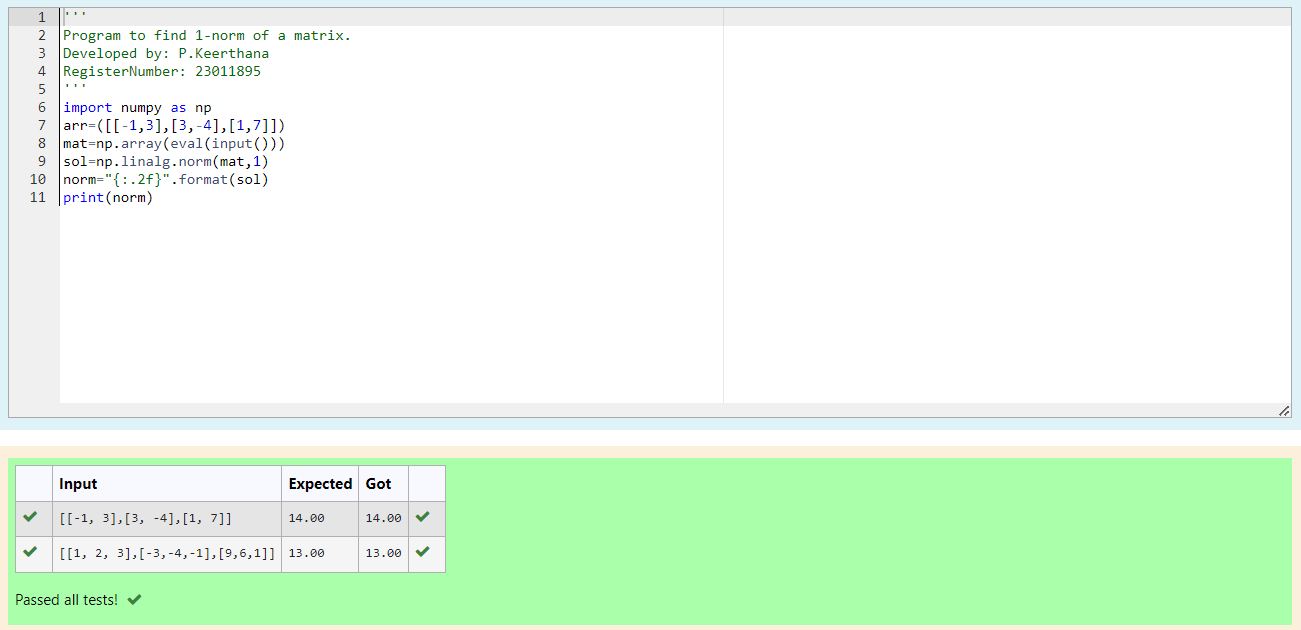 1 '''
2 Program to find 1-norm of a matrix.
3 Developed by: P.Keerthana
4 RegisterNumber: 23011895
5 '''
6 import numpy as np
7 arr=([[-1,3],[3,-4],[1,7]])
8 mat=np.array(eval(input()))
9 sol=np.linalg.norm(mat,1)
10 norm="{:.2f}".format(sol)
11 print(norm)
Input Expected Got
[[-1, 3],[3, -4],[1, 7]] 14.00 14.00
[[1, 2, 3],[-3,-4,-1],[9,6,1]] 13.00 13.00
Passed all tests!